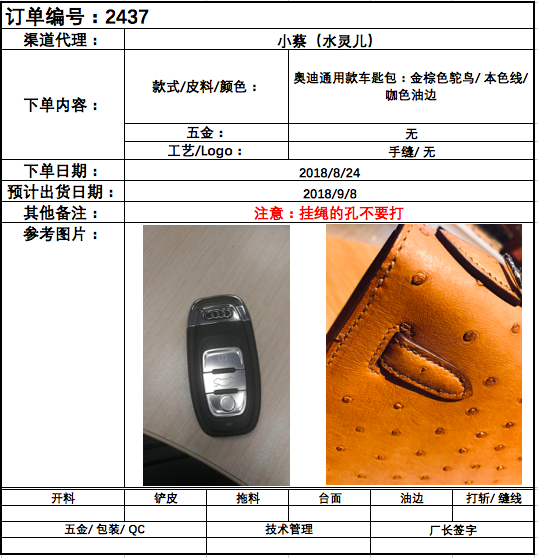 订单编号：2437
渠道代理：
小蔡（水灵儿）
下单内容：
款式/皮料/颜色：
奥迪通用款车匙包：金棕色鸵鸟/ 本色线/
咖色油边
五金：
无
工艺/Logo：
手缝/ 无
下单日期：
2018/8/24
预计出货日期：
2018/9/8
其他备注：
注意：挂绳的孔不要打
参考图片：
开料 铲皮 拖料 台面 油边 打斩/ 缝线
五金/ 包装/ QC 技术管理 厂长签字